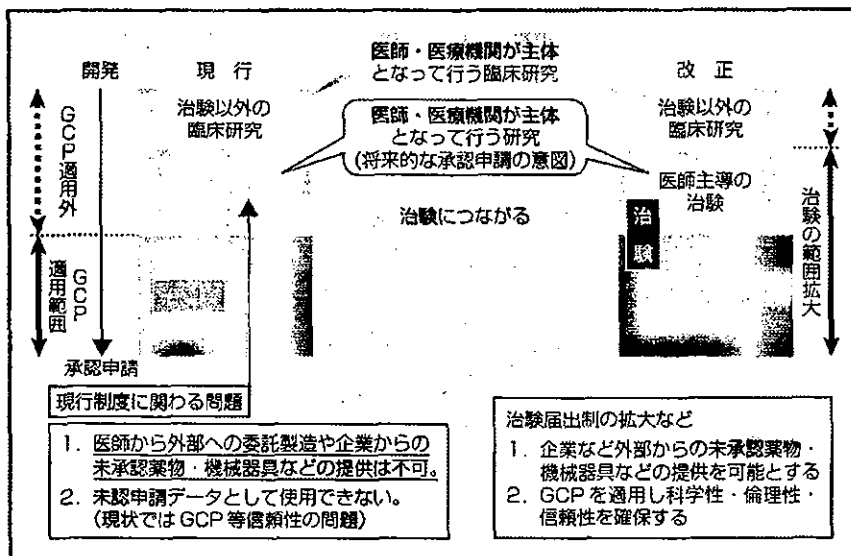 開発
現 行
医師・医療機関が主体
となって行う臨床研究
改 正
GCP適用外
治験以外の
臨床研究
医師・医療機関が主体
となって行う研究
(将来的な承認申請の意図)
治験以外の
臨床研究
医師主導の
治験
治験につながる
治験
治験の範囲拡大
GCP
適用範囲
承認申請
現行制度に関わる問題
1. 医師から外部への委託製造や企業からの
未承認薬物・機械器具などの提供は不可。
2. 未認申請データとして使用できない。
(現状ではGCP等信頼性の問題)
治験届出制の拡大など
1. 企業など外部からの未承認薬物・
機械器具などの提供を可能とする
2. GCPを適用し科学性・倫理性・
信頼性を確保する